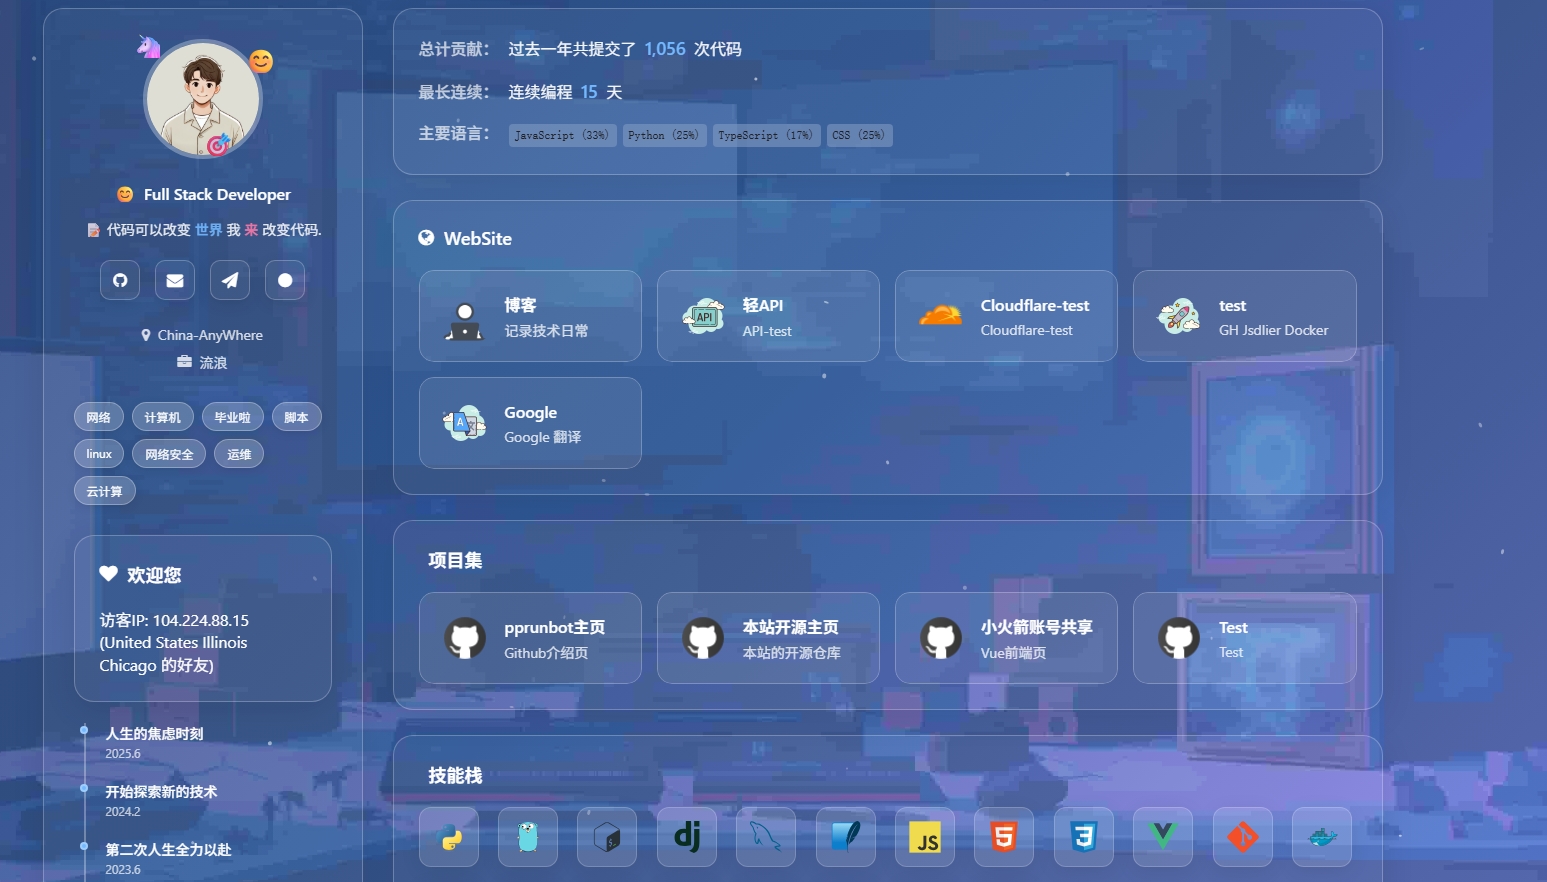 Full Stack Developer
代码可以改变 世界 我 来 改变代码.
China-AnyWhere
流浪
网络
计算机
毕业啦
脚本
linux
网络安全
运维
云计算
欢迎您
访客IP: 104.224.88.15
(United States Illinois
Chicago 的好友)
人生的焦虑时刻
2025.6
开始探索新的技术
2024.2
第二次人生全力以赴
2023.6
总计贡献： 过去一年共提交了 1,056 次代码
最长连续： 连续编程 15 天
主要语言： JavaScript (33%) Python (25%) TypeScript (17%) CSS (25%)
WebSite
博客
记录技术日常
轻API
API-test
Cloudflare-test
Cloudflare-test
test
GH Jsdlier Docker
Google
Google 翻译
项目集
pprunbot主页
Github介绍页
本站开源主页
本站的开源仓库
小火箭账号共享
Vue前端页
Test
Test
技能栈
dj
JS